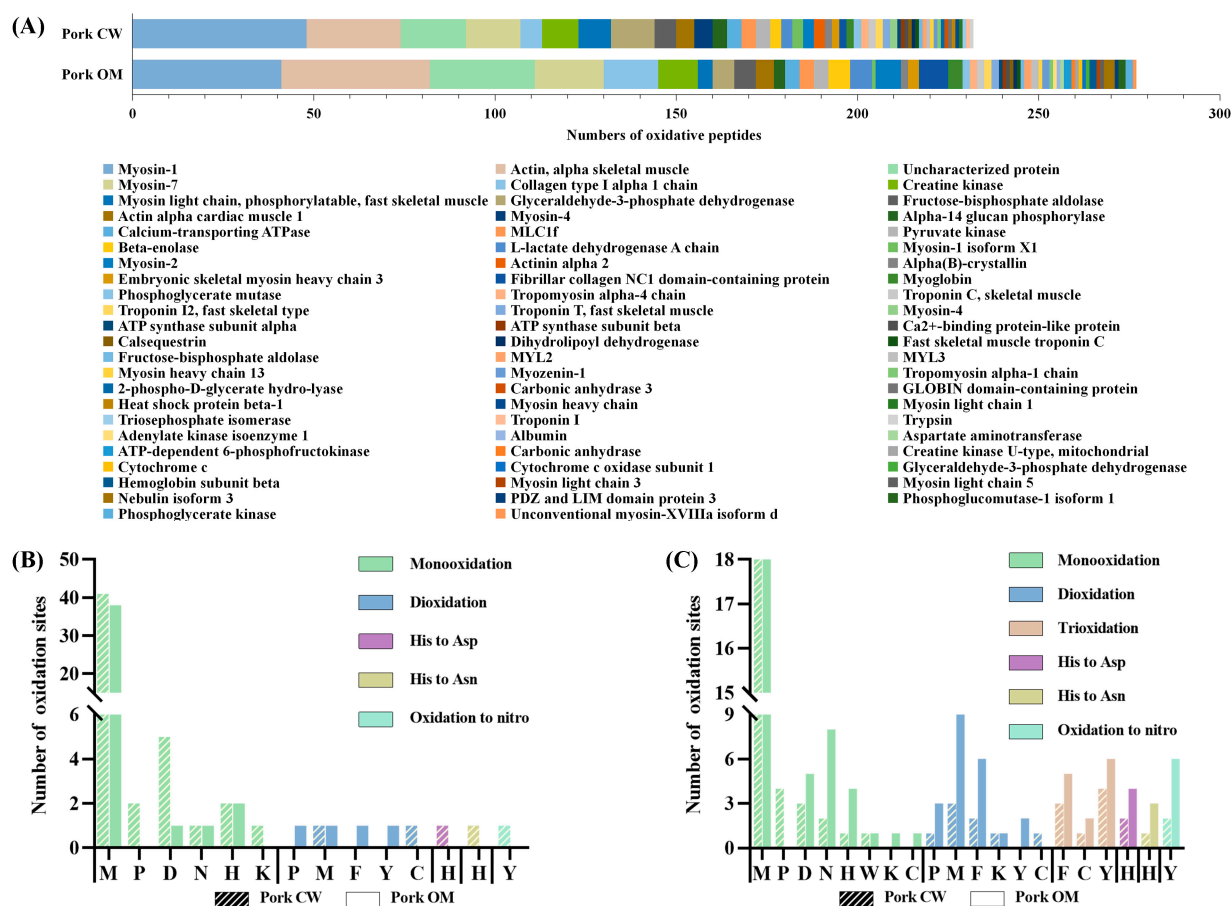 (A)
Pork CW
Pork OM
0 50 100 150 200 250 300
Numbers of oxidative peptides
Myosin-1 Actin, alpha skeletal muscle Uncharacterized protein
Myosin-7 Collagen type I alpha 1 chain Creatine kinase
Myosin light chain, phosphorylatable, fast skeletal muscle Glyceraldehyde-3-phosphate dehydrogenase Fructose-bisphosphate aldolase
Actin alpha cardiac muscle 1 Myosin-4 Alpha-14 glucan phosphorylase
Calcium-transporting ATPase MLC1f Pyruvate kinase
Beta-enolase L-lactate dehydrogenase A chain Myosin-1 isoform X1
Myosin-2 Actinin alpha 2 Alpha(B)-crystallin
Embryonic skeletal myosin heavy chain 3 Fibrillar collagen NC1 domain-containing protein Myoglobin
Phosphoglycerate mutase Tropomyosin alpha-4 chain Troponin C, skeletal muscle
Troponin I2, fast skeletal type Troponin T, fast skeletal muscle Myosin-4
ATP synthase subunit alpha ATP synthase subunit beta Ca2+-binding protein-like protein
Calsequestrin Dihydrolipoyl dehydrogenase Fast skeletal muscle troponin C
Fructose-bisphosphate aldolase MYL2 MYL3
Myosin heavy chain 13 Myozenin-1 Tropomyosin alpha-1 chain
2-phospho-D-glycerate hydro-lyase Carbonic anhydrase 3 GLOBIN domain-containing protein
Heat shock protein beta-1 Myosin heavy chain Myosin light chain 1
Triosephosphate isomerase Troponin I Trypsin
Adenylate kinase isoenzyme 1 Albumin Aspartate aminotransferase
ATP-dependent 6-phosphofructokinase Carbonic anhydrase Creatine kinase U-type, mitochondrial
Cytochrome c Cytochrome c oxidase subunit 1 Glyceraldehyde-3-phosphate dehydrogenase
Hemoglobin subunit beta Myosin light chain 3 Myosin light chain 5
Nebulin isoform 3 PDZ and LIM domain protein 3 Phosphoglucomutase-1 isoform 1
Phosphoglycerate kinase Unconventional myosin-XVIIIa isoform d
(B)
Number of oxidation sites
50
40
30
20
6
4
2
0
Monooxidation
Dioxidation
His to Asp
His to Asn
Oxidation to nitro
M P D N H K P M F Y C H H Y
Pork CW Pork OM
(C)
Number of oxidation sites
18
17
16
15
9
6
3
0
Monooxidation
Dioxidation
Trioxidation
His to Asp
His to Asn
Oxidation to nitro
M P D N H W K C P M F K Y C F C Y H H Y
Pork CW Pork OM